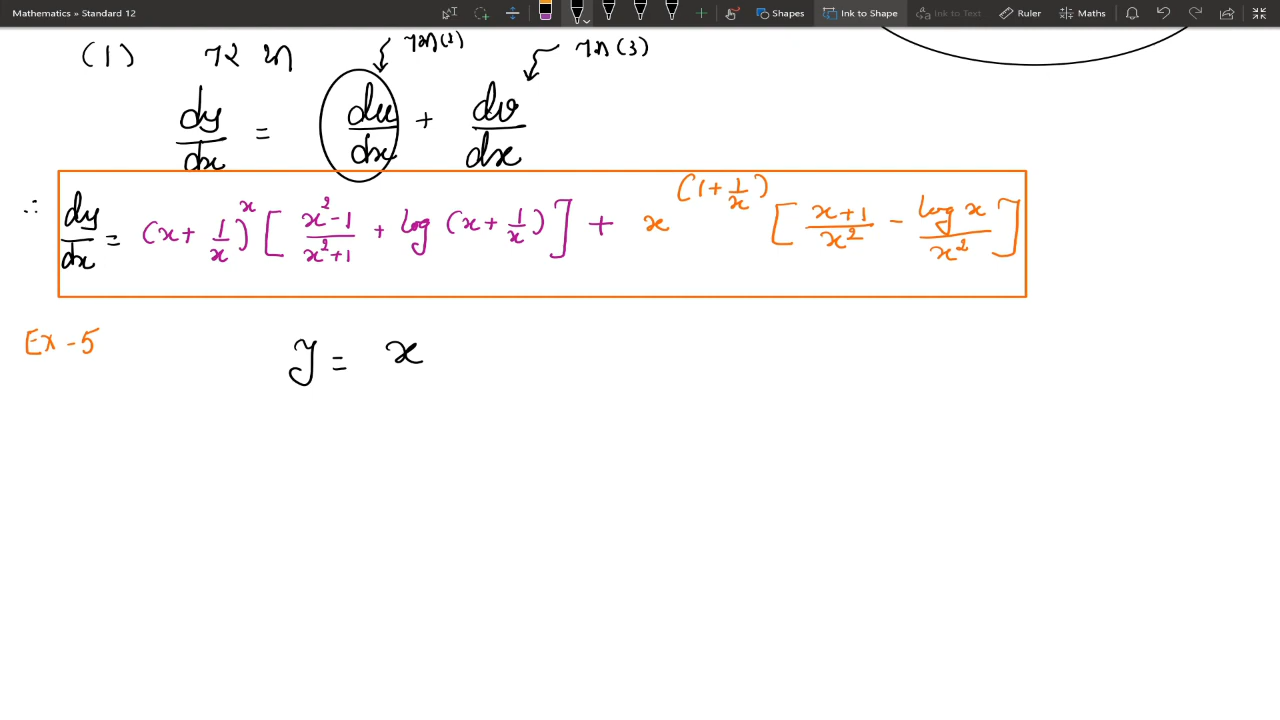 Mathematics » Standard 12
Shapes Ink to Shape Ink to Text Ruler Maths
(1) પર થી
dy/dx = du/dx + dv/dx
∴ dy/dx = (x + 1/x)^x [ (x²-1)/(x²+1) + log (x + 1/x) ] + x^(1 + 1/x) [ (x+1)/x² - log x/x² ]
Ex - 5 y = x